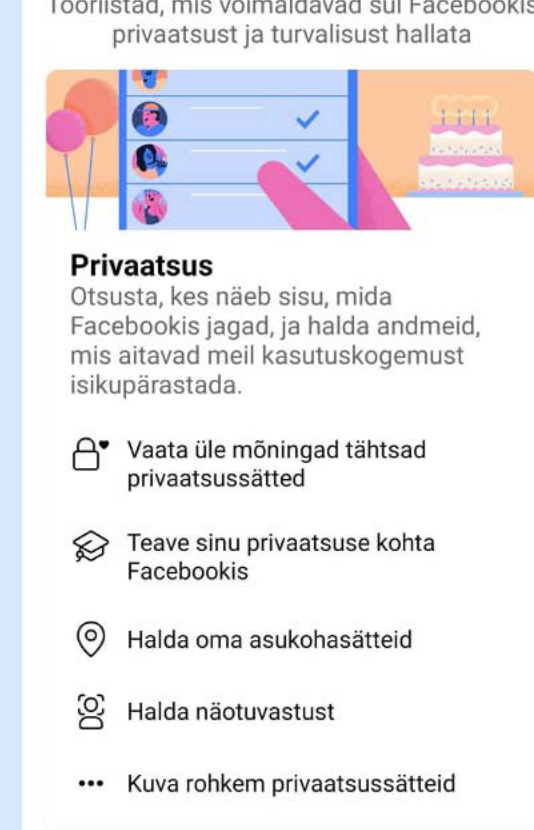 Tööriistad, mis võimaldavad sul Facebookis
privaatsust ja turvalisust hallata
Privaatsus
Otsusta, kes näeb sisu, mida
Facebookis jagad, ja halda andmeid,
mis aitavad meil kasutuskogemust
isikupärastada.
Vaata üle mõningad tähtsad
privaatsussätted
Teave sinu privaatsuse kohta
Facebookis
Halda oma asukohasätteid
Halda näotuvastust
Kuva rohkem privaatsussätteid